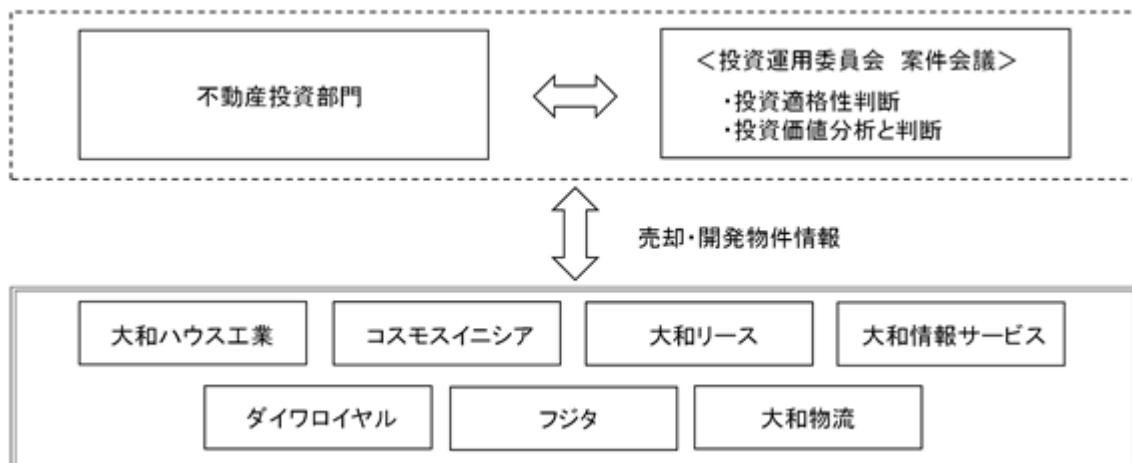 不動産投資部門
＜投資運用委員会 案件会議＞
・投資適格性判断
・投資価値分析と判断
売却・開発物件情報
大和ハウス工業
コスモスイニシア
大和リース
大和情報サービス
ダイワロイヤル
フジタ
大和物流